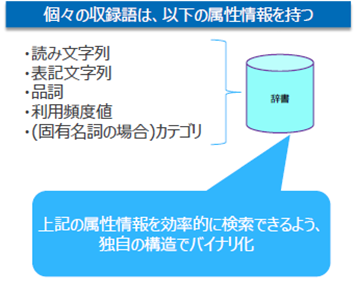 個々の収録語は、以下の属性情報を持つ
・読み文字列
・表記文字列
・品詞
・利用頻度値
・(固有名詞の場合)カテゴリ
辞書
上記の属性情報を効率的に検索できるよう、
独自の構造でバイナリ化